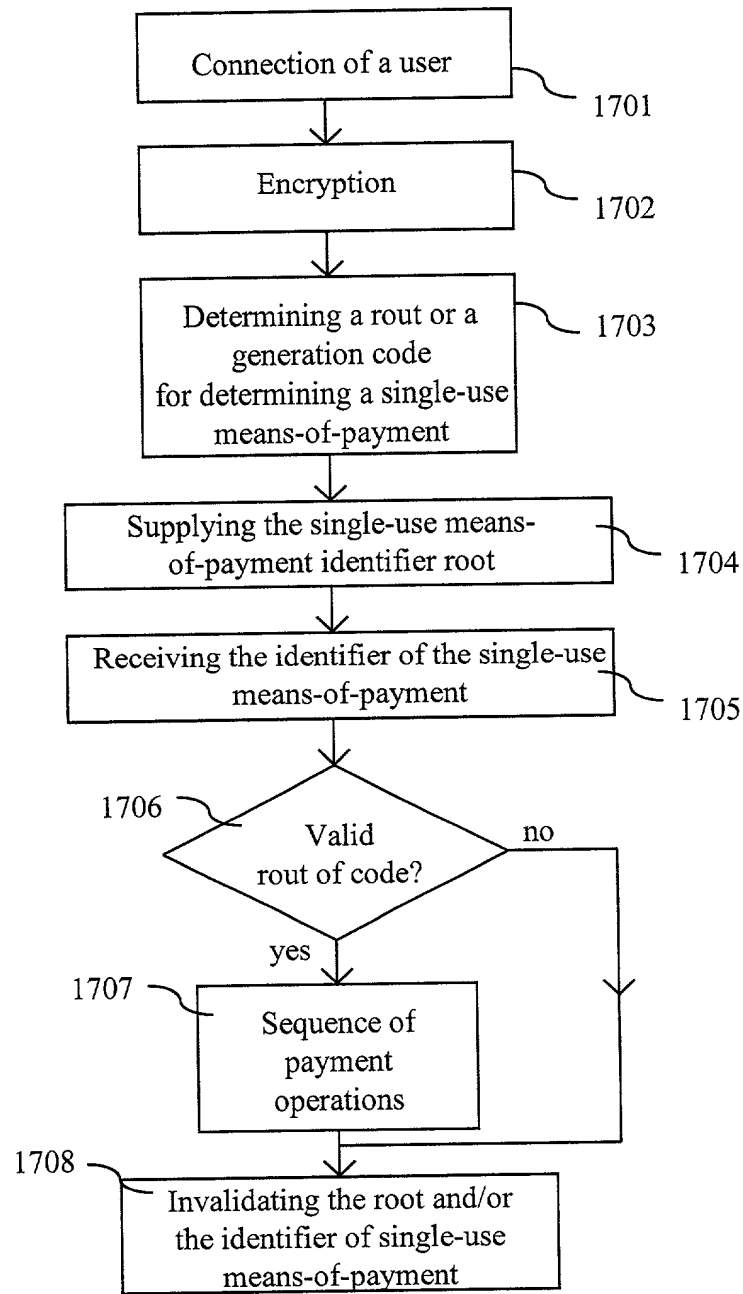 Connection of a user
1701
Encryption
1702
Determining a rout or a
generation code
for determining a single-use
means-of-payment
1703
Supplying the single-use means-
of-payment identifier root
1704
Receiving the identifier of the single-use
means-of-payment
1705
1706
Valid
rout of code?
no
yes
1707
Sequence of
payment
operations
1708
Invalidating the root and/or
the identifier of single-use
means-of-payment